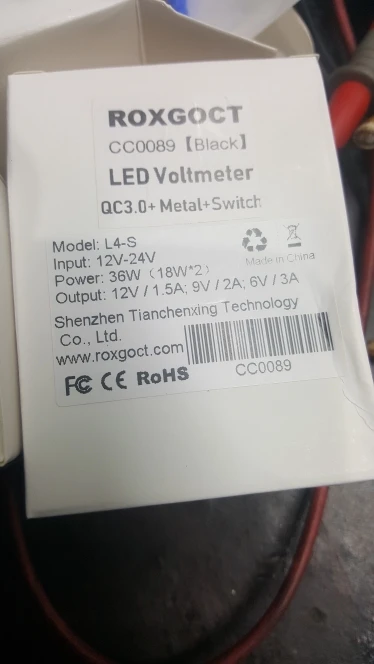 ROXGOCT
CC0089【Black】
LED Voltmeter
QC3.0+ Metal+Switch
Model: L4-S
Input: 12V-24V
Power: 36W（18W*2）
Output: 12V / 1.5A; 9V / 2A; 6V / 3A
Made in China
Shenzhen Tianchenxing Technology
Co., Ltd.
www.roxgoct.com
FC CE RoHS
CC0089